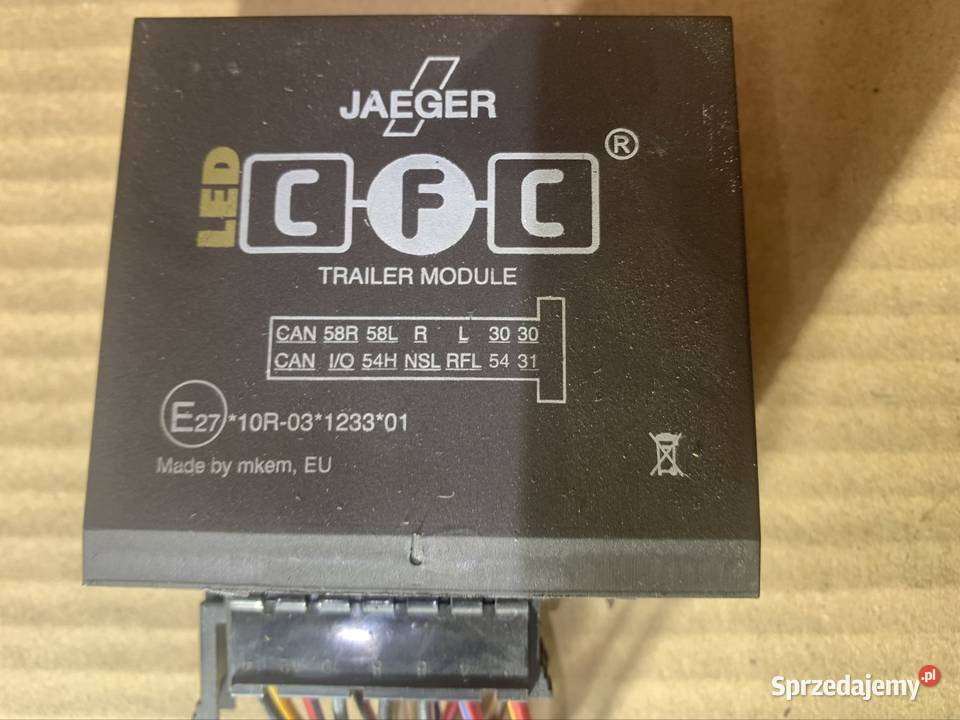 JAEGER
LED
C F C ®
TRAILER MODULE
CAN 58R 58L R L 30 30
CAN I/O 54H NSL RFL 54 31
E27 *10R-03*1233*01
Made by mkem, EU
Sprzedajemy .pl